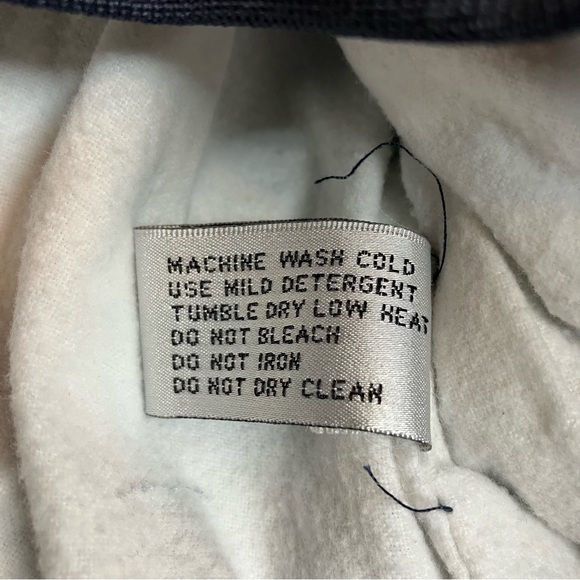 MACHINE WASH COLD
USE MILD DETERGENT
TUMBLE DRY LOW HEAT
DO NOT BLEACH
DO NOT IRON
DO NOT DRY CLEAN